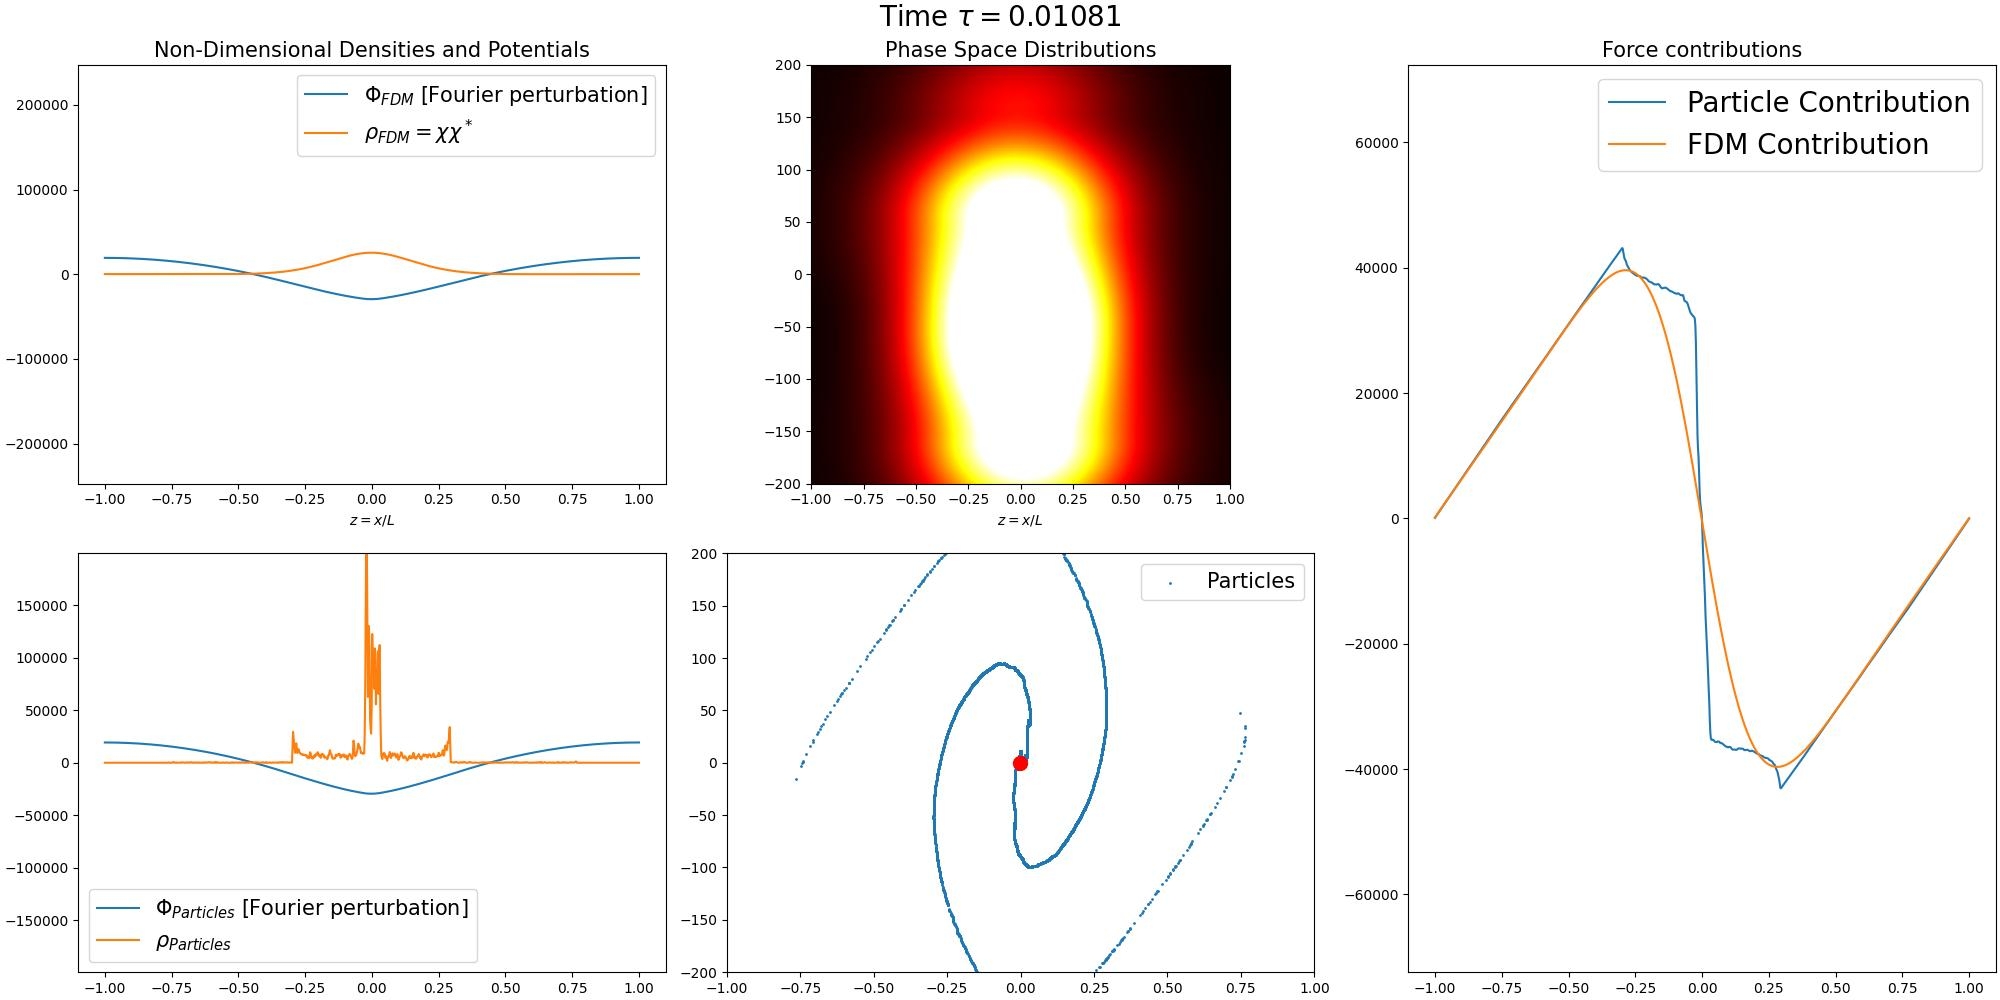 Time τ = 0.01081
Non-Dimensional Densities and Potentials
Φ_FDM [Fourier perturbation]
ρ_FDM = χχ*
200000
100000
0
−100000
−200000
−1.00 −0.75 −0.50 −0.25 0.00 0.25 0.50 0.75 1.00
z = x/L
Phase Space Distributions
200
150
100
50
0
−50
−100
−150
−200
−1.00 −0.75 −0.50 −0.25 0.00 0.25 0.50 0.75 1.00
z = x/L
Force contributions
Particle Contribution
FDM Contribution
60000
40000
20000
0
−20000
−40000
−60000
−1.00 −0.75 −0.50 −0.25 0.00 0.25 0.50 0.75 1.00
150000
100000
50000
0
−50000
−100000
−150000
Φ_Particles [Fourier perturbation]
ρ_Particles
−1.00 −0.75 −0.50 −0.25 0.00 0.25 0.50 0.75 1.00
Particles
200
150
100
50
0
−50
−100
−150
−200
−1.00 −0.75 −0.50 −0.25 0.00 0.25 0.50 0.75 1.00